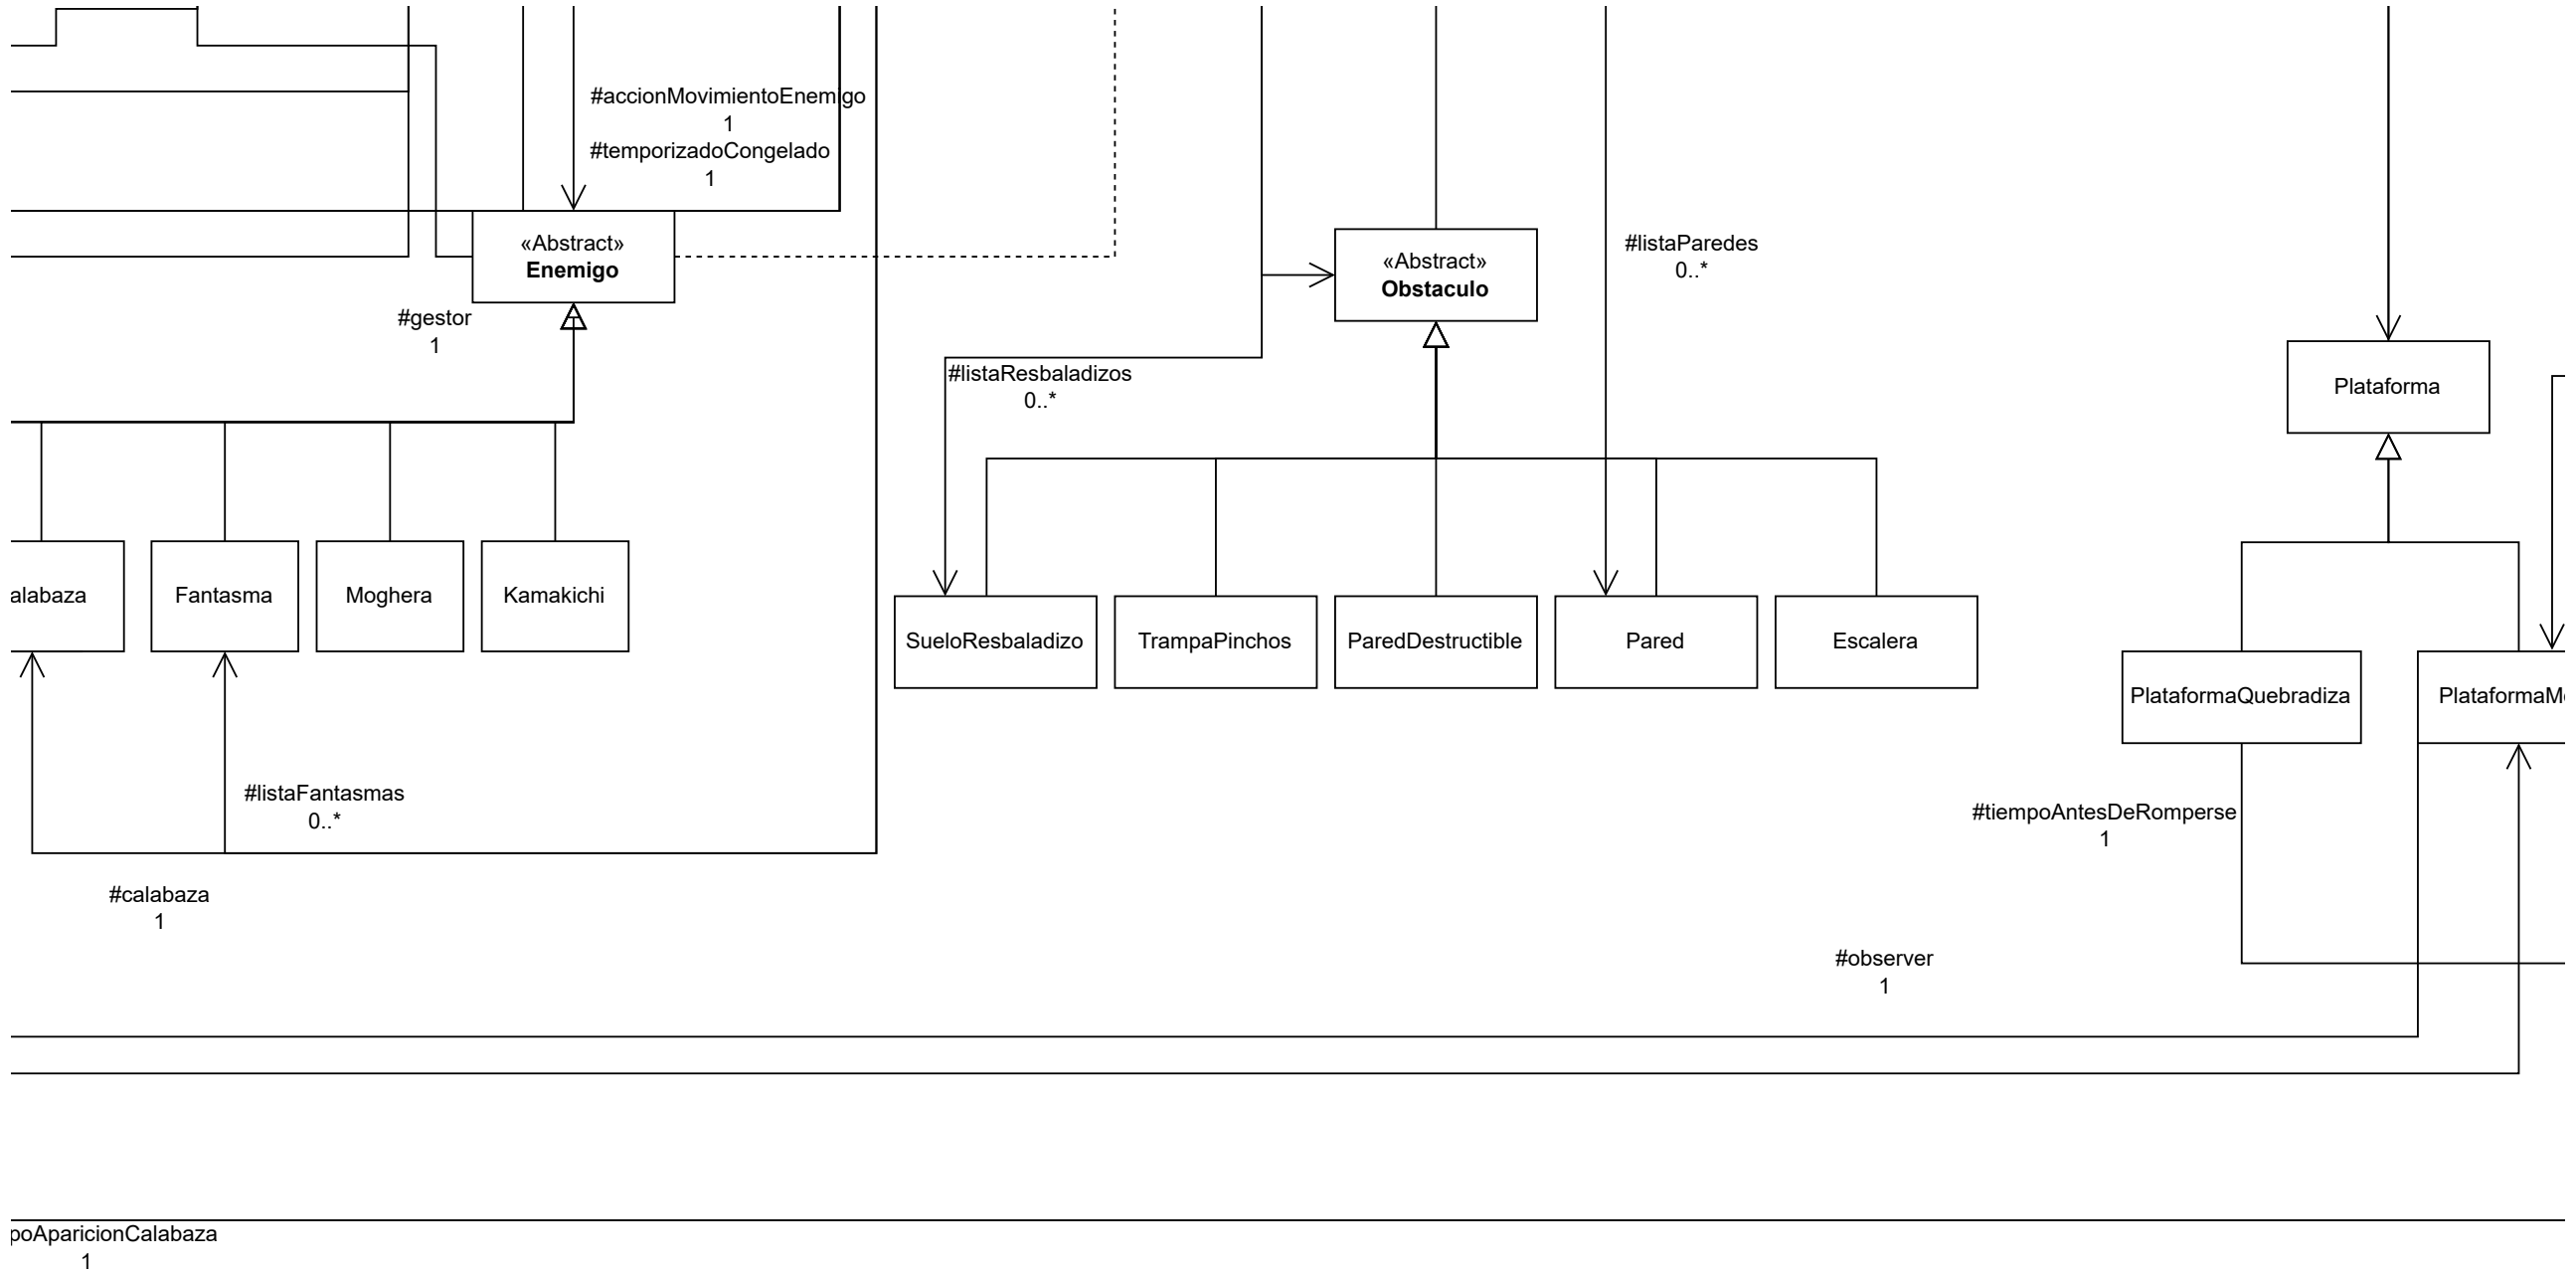 #accionMovimientoEnemigo
1
#temporizadoCongelado
1
«Abstract»
Enemigo
#gestor
1
«Abstract»
Obstaculo
#listaParedes
0..*
#listaResbaladizos
0..*
Plataforma
alabaza
Fantasma
Moghera
Kamakichi
SueloResbaladizo
TrampaPinchos
ParedDestructible
Pared
Escalera
PlataformaQuebradiza
PlataformaM
#listaFantasmas
0..*
#tiempoAntesDeRomperse
1
#calabaza
1
#observer
1
poAparicionCalabaza
1